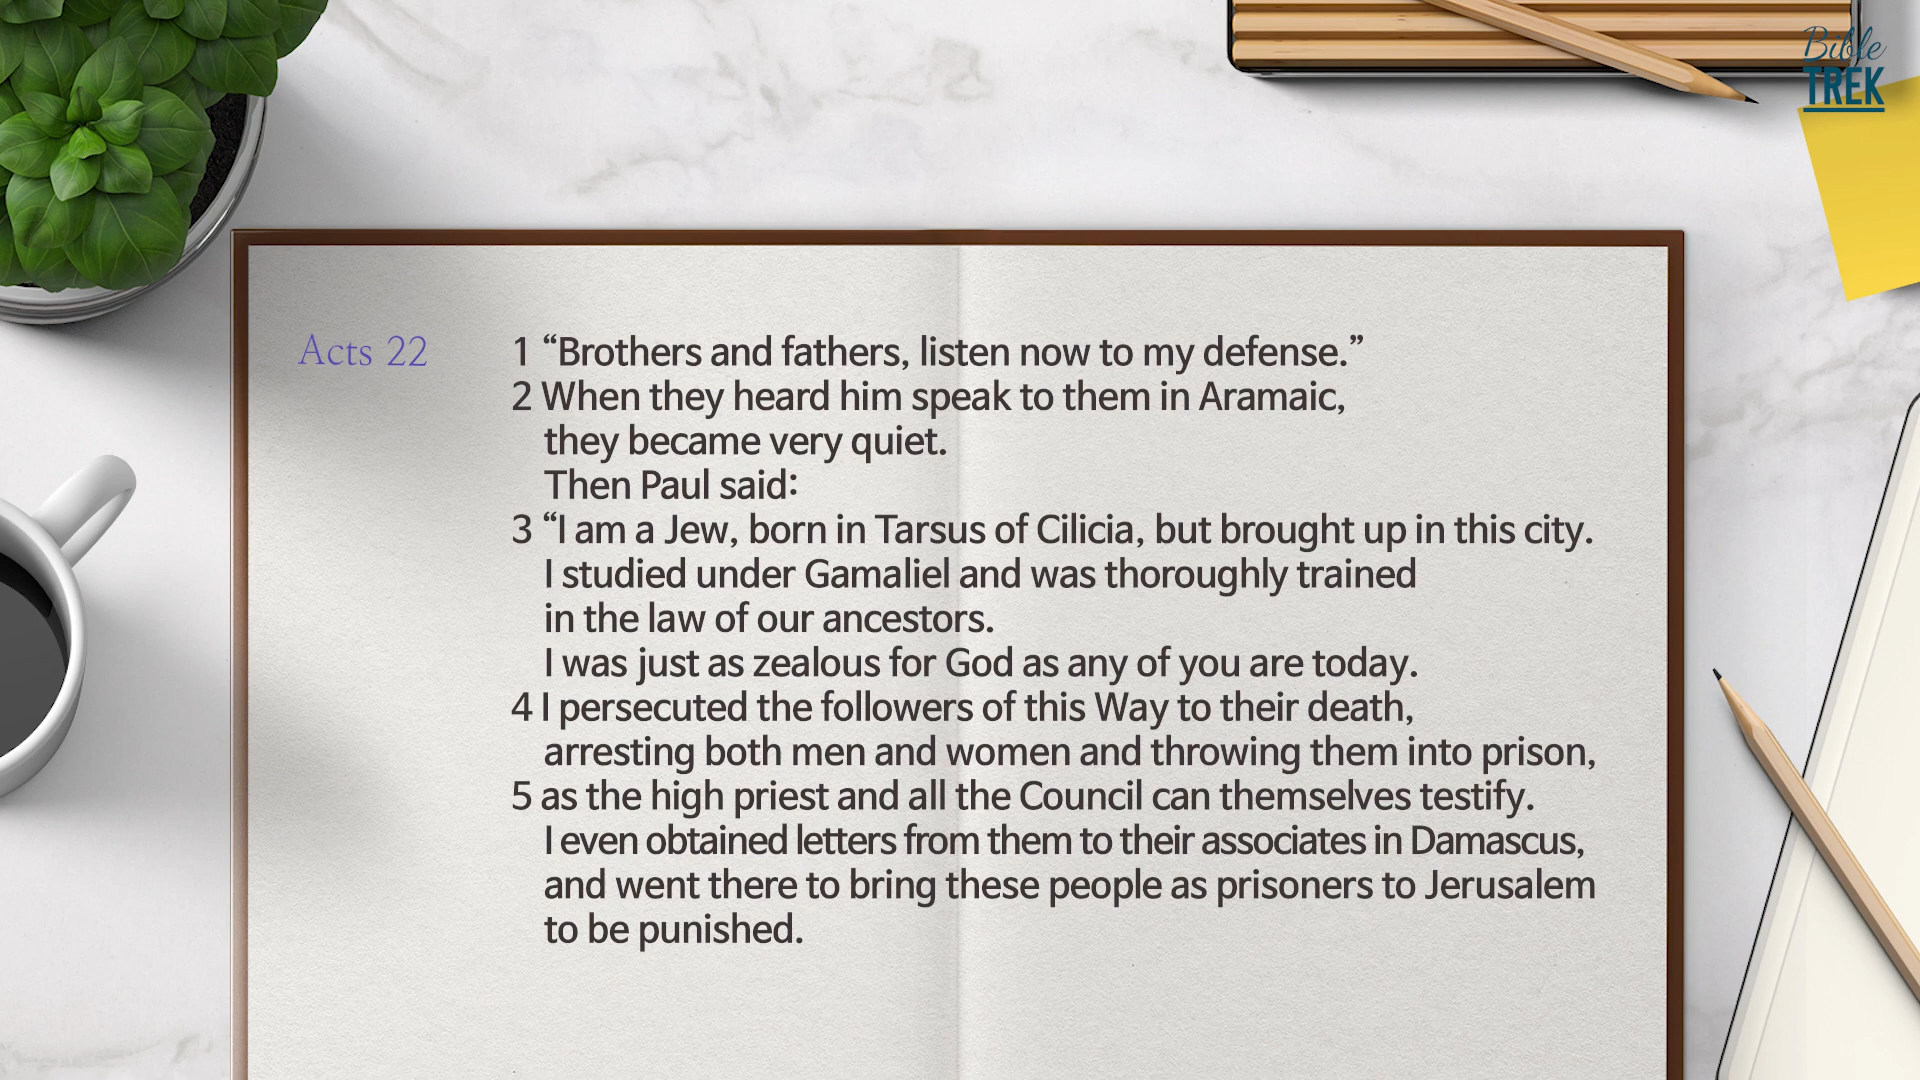 Bible
TREK
Acts 22
1 “Brothers and fathers, listen now to my defense.”
2 When they heard him speak to them in Aramaic,
they became very quiet.
Then Paul said:
3 “I am a Jew, born in Tarsus of Cilicia, but brought up in this city.
I studied under Gamaliel and was thoroughly trained
in the law of our ancestors.
I was just as zealous for God as any of you are today.
4 I persecuted the followers of this Way to their death,
arresting both men and women and throwing them into prison,
5 as the high priest and all the Council can themselves testify.
I even obtained letters from them to their associates in Damascus,
and went there to bring these people as prisoners to Jerusalem
to be punished.